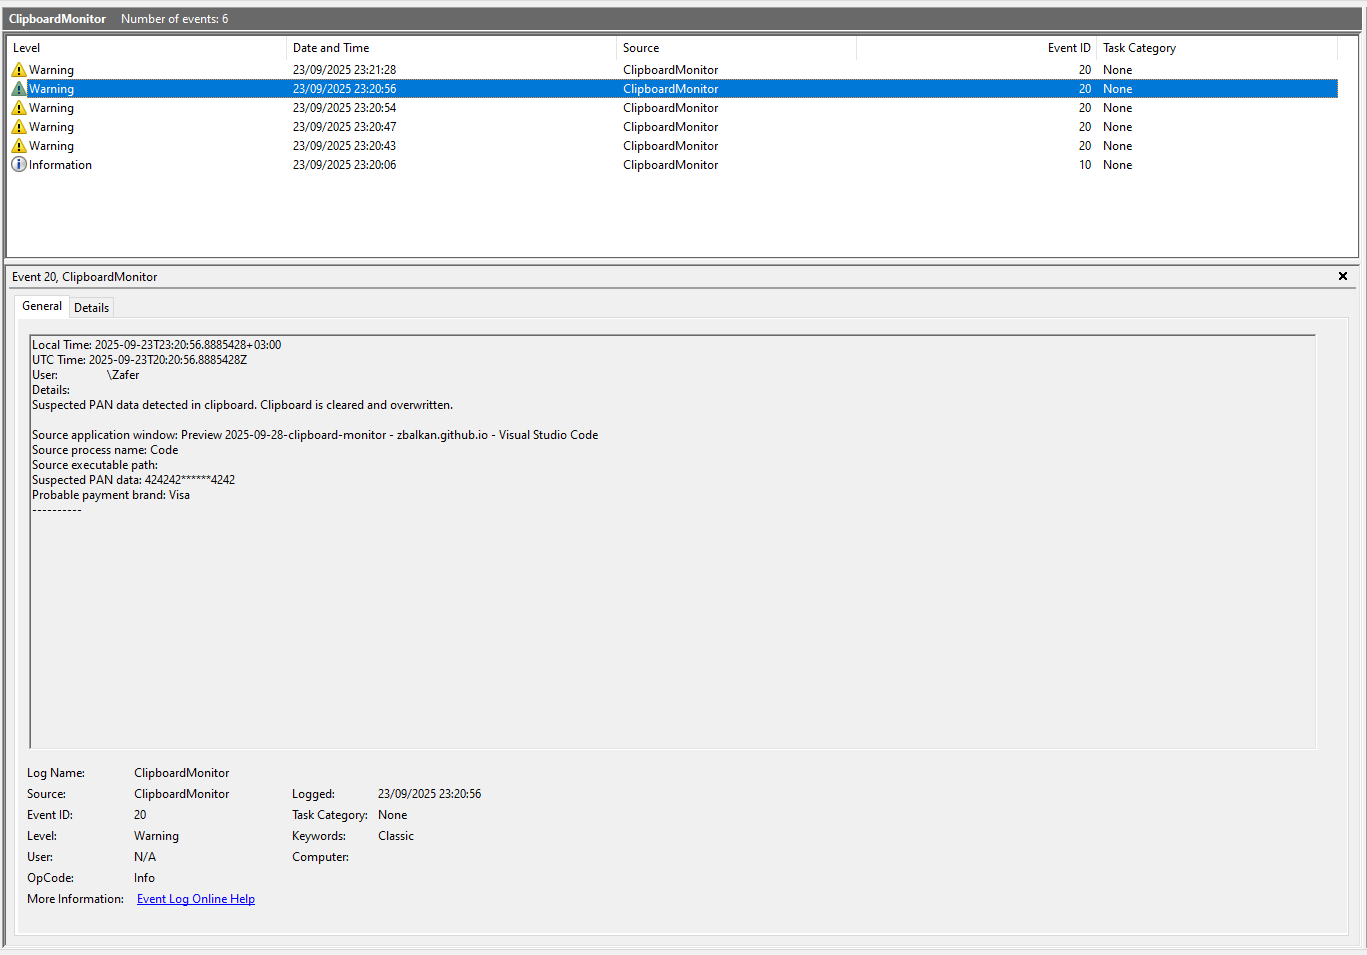 ClipboardMonitor Number of events: 6
Level Date and Time Source Event ID Task Category
Warning 23/09/2025 23:21:28 ClipboardMonitor 20 None
Warning 23/09/2025 23:20:56 ClipboardMonitor 20 None
Warning 23/09/2025 23:20:54 ClipboardMonitor 20 None
Warning 23/09/2025 23:20:47 ClipboardMonitor 20 None
Warning 23/09/2025 23:20:43 ClipboardMonitor 20 None
Information 23/09/2025 23:20:06 ClipboardMonitor 10 None
Event 20, ClipboardMonitor
General Details
Local Time: 2025-09-23T23:20:56.8885428+03:00
UTC Time: 2025-09-23T20:20:56.8885428Z
User: \Zafer
Details:
Suspected PAN data detected in clipboard. Clipboard is cleared and overwritten.
Source application window: Preview 2025-09-28-clipboard-monitor - zbalkan.github.io - Visual Studio Code
Source process name: Code
Source executable path:
Suspected PAN data: 424242******4242
Probable payment brand: Visa
----------
Log Name: ClipboardMonitor
Source: ClipboardMonitor Logged: 23/09/2025 23:20:56
Event ID: 20 Task Category: None
Level: Warning Keywords: Classic
User: N/A Computer:
OpCode: Info
More Information: Event Log Online Help